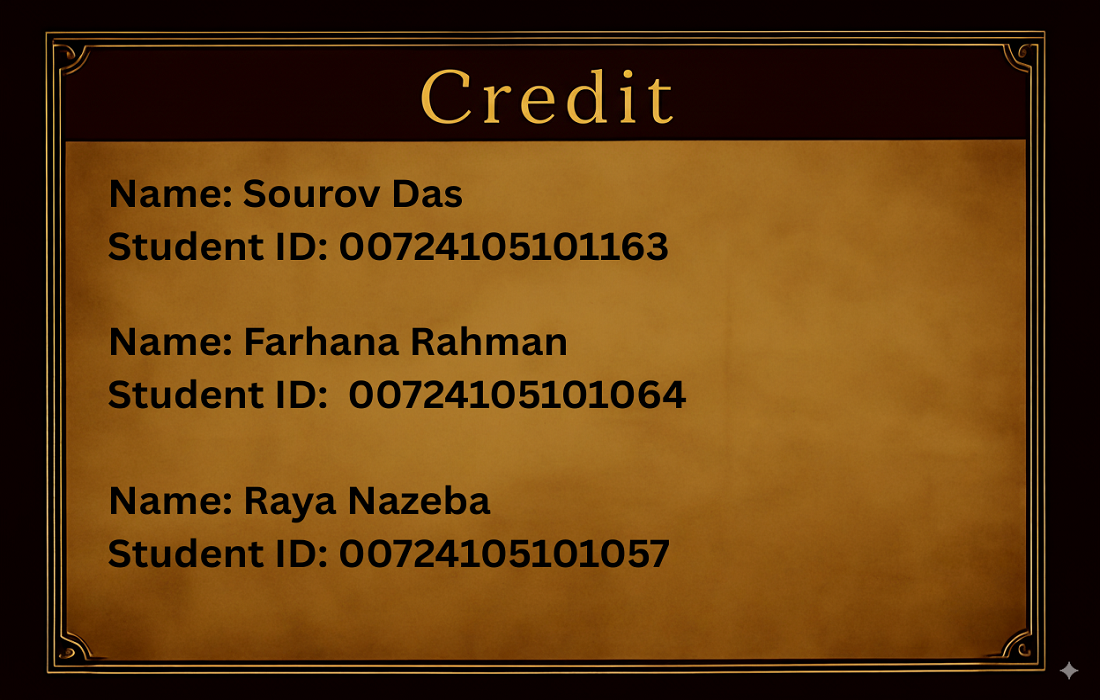 Credit
Name: Sourov Das
Student ID: 00724105101163
Name: Farhana Rahman
Student ID: 00724105101064
Name: Raya Nazeba
Student ID: 00724105101057